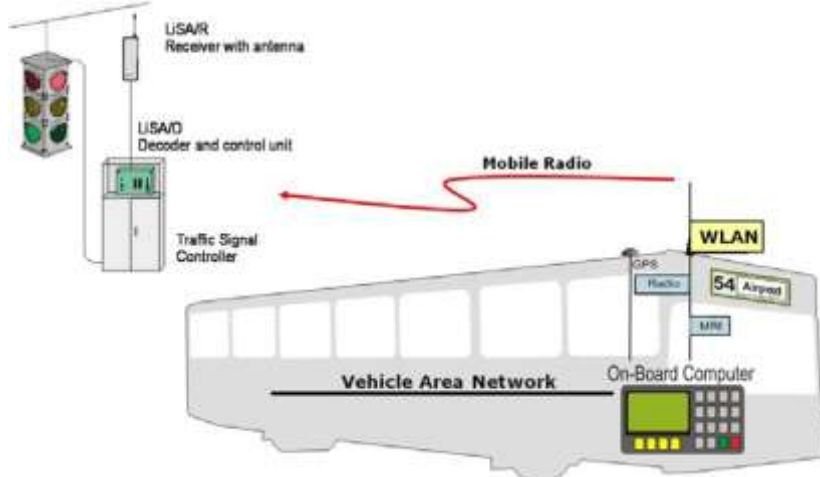 LiSA/R
Receiver with antenna
LiSA/D
Decoder and control unit
Mobile Radio
Traffic Signal
Controller
WLAN
GPS
Radio
54 Airport
MRI
On-Board Computer
Vehicle Area Network